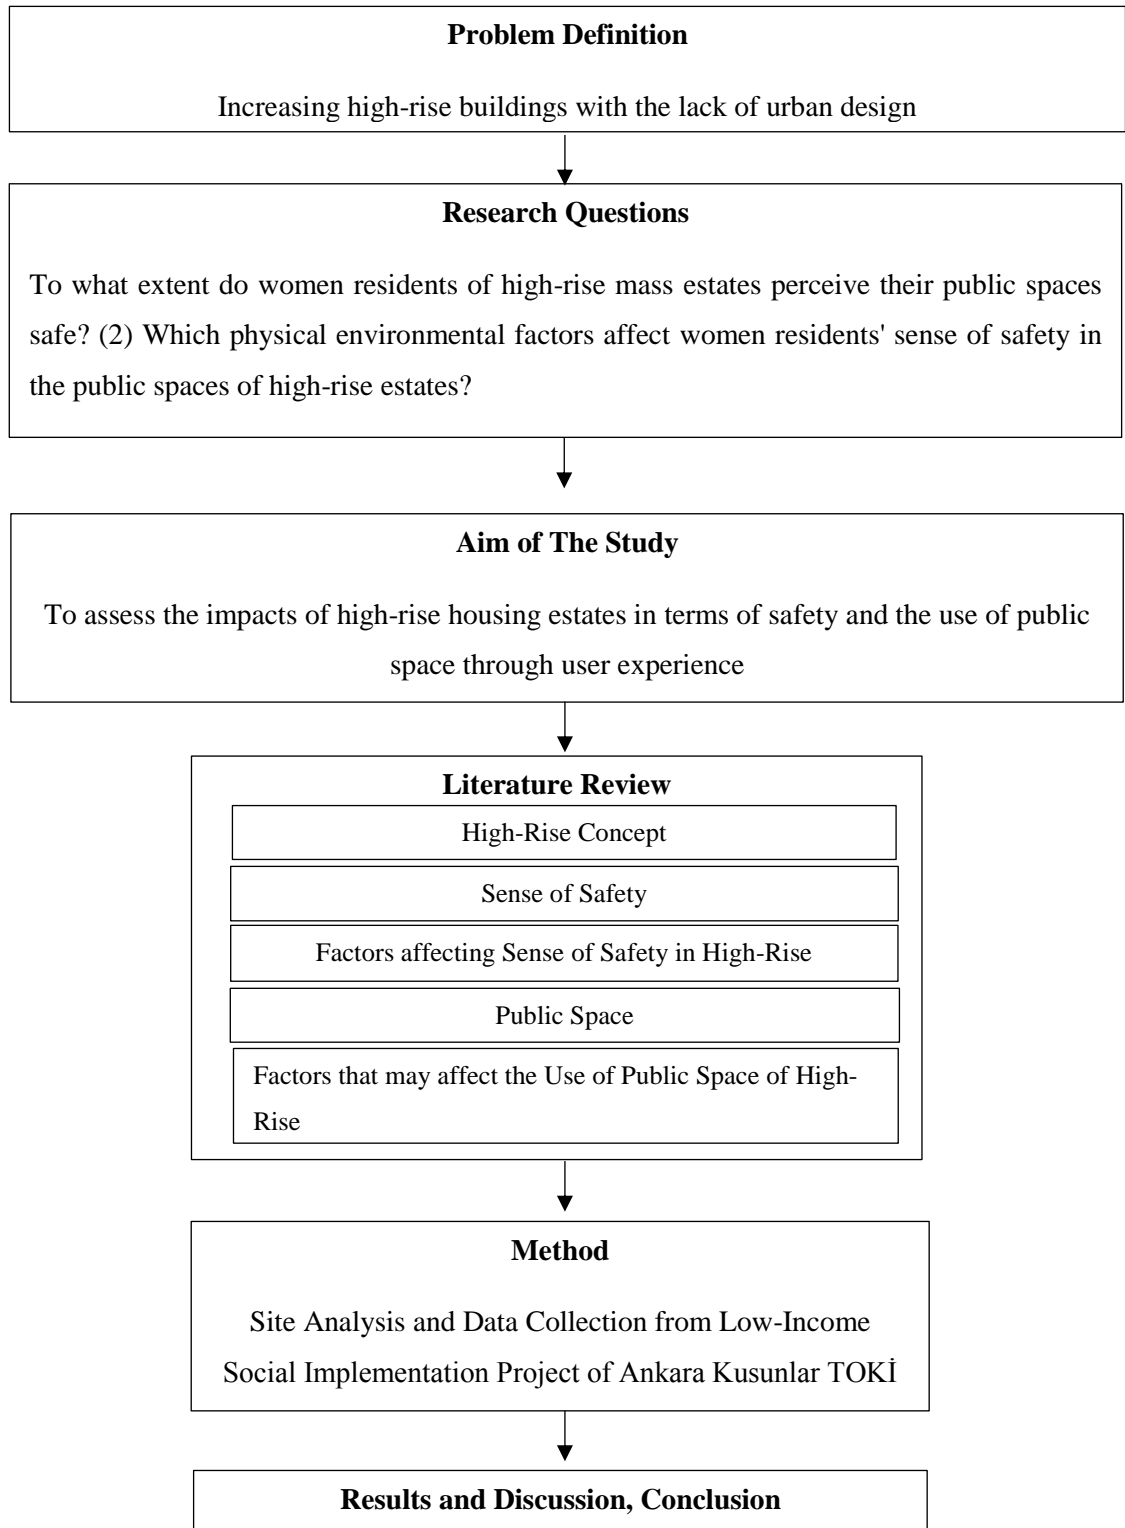 Problem Definition
Increasing high-rise buildings with the lack of urban design
Research Questions
To what extent do women residents of high-rise mass estates perceive their public spaces
safe? (2) Which physical environmental factors affect women residents' sense of safety in
the public spaces of high-rise estates?
Aim of The Study
To assess the impacts of high-rise housing estates in terms of safety and the use of public
space through user experience
Literature Review
High-Rise Concept
Sense of Safety
Factors affecting Sense of Safety in High-Rise
Public Space
Factors that may affect the Use of Public Space of High-
Rise
Method
Site Analysis and Data Collection from Low-Income
Social Implementation Project of Ankara Kusunlar TOKİ
Results and Discussion, Conclusion